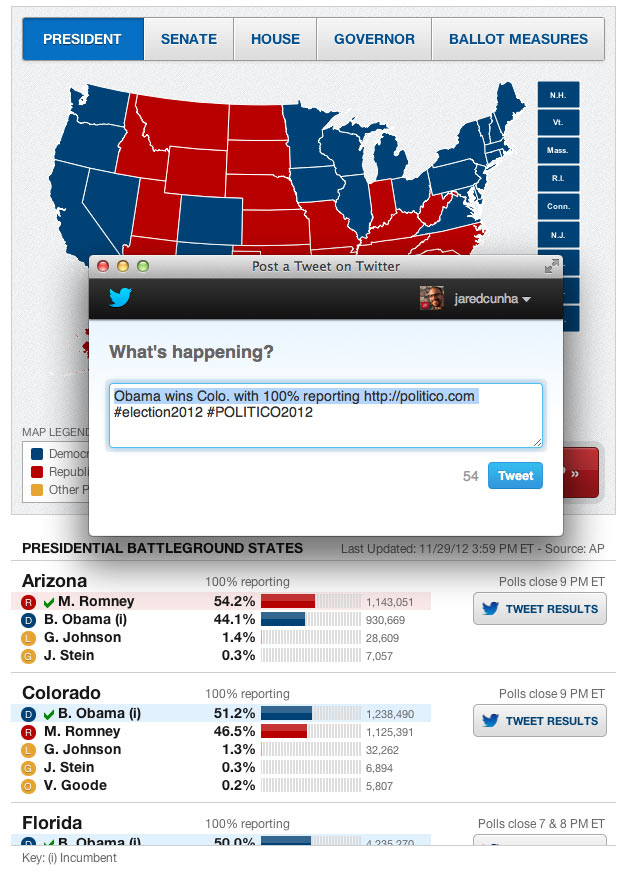 PRESIDENT SENATE HOUSE GOVERNOR BALLOT MEASURES
N.H.
Vt.
Mass.
R.I.
Conn.
N.J.
Post a Tweet on Twitter
jaredcunha
What's happening?
Obama wins Colo. with 100% reporting http://politico.com
#election2012 #POLITICO2012
54 Tweet
MAP LEGEND
Democr
Republi
Other P
»
PRESIDENTIAL BATTLEGROUND STATES Last Updated: 11/29/12 3:59 PM ET - Source: AP
Arizona 100% reporting Polls close 9 PM ET
R M. Romney 54.2% 1,143,051
D B. Obama (i) 44.1% 930,669
L G. Johnson 1.4% 28,609
G J. Stein 0.3% 7,057
TWEET RESULTS
Colorado 100% reporting Polls close 9 PM ET
D B. Obama (i) 51.2% 1,238,490
R M. Romney 46.5% 1,125,391
L G. Johnson 1.3% 32,262
G J. Stein 0.3% 6,894
O V. Goode 0.2% 5,807
TWEET RESULTS
Florida 100% reporting Polls close 7 & 8 PM ET
D B. Obama (i) 50.0% 4,235,270
Key: (i) Incumbent